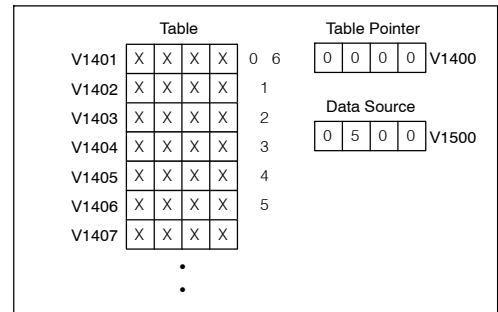 Table
Table Pointer
V1401 X X X X 0 6
0 0 0 0 V1400
V1402 X X X X 1
Data Source
V1403 X X X X 2
0 5 0 0 V1500
V1404 X X X X 3
V1405 X X X X 4
V1406 X X X X 5
V1407 X X X X